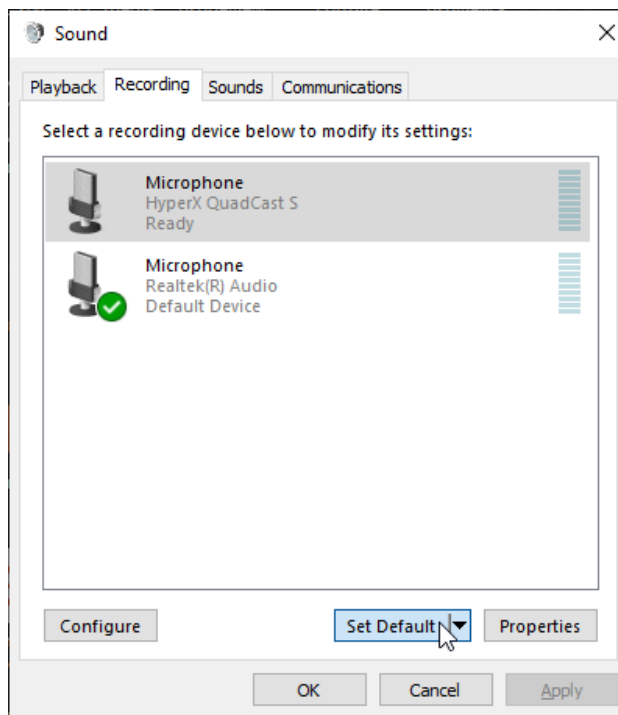 Sound
Playback Recording Sounds Communications
Select a recording device below to modify its settings:
Microphone
HyperX QuadCast S
Ready
Microphone
Realtek(R) Audio
Default Device
Configure Set Default Properties
OK Cancel Apply